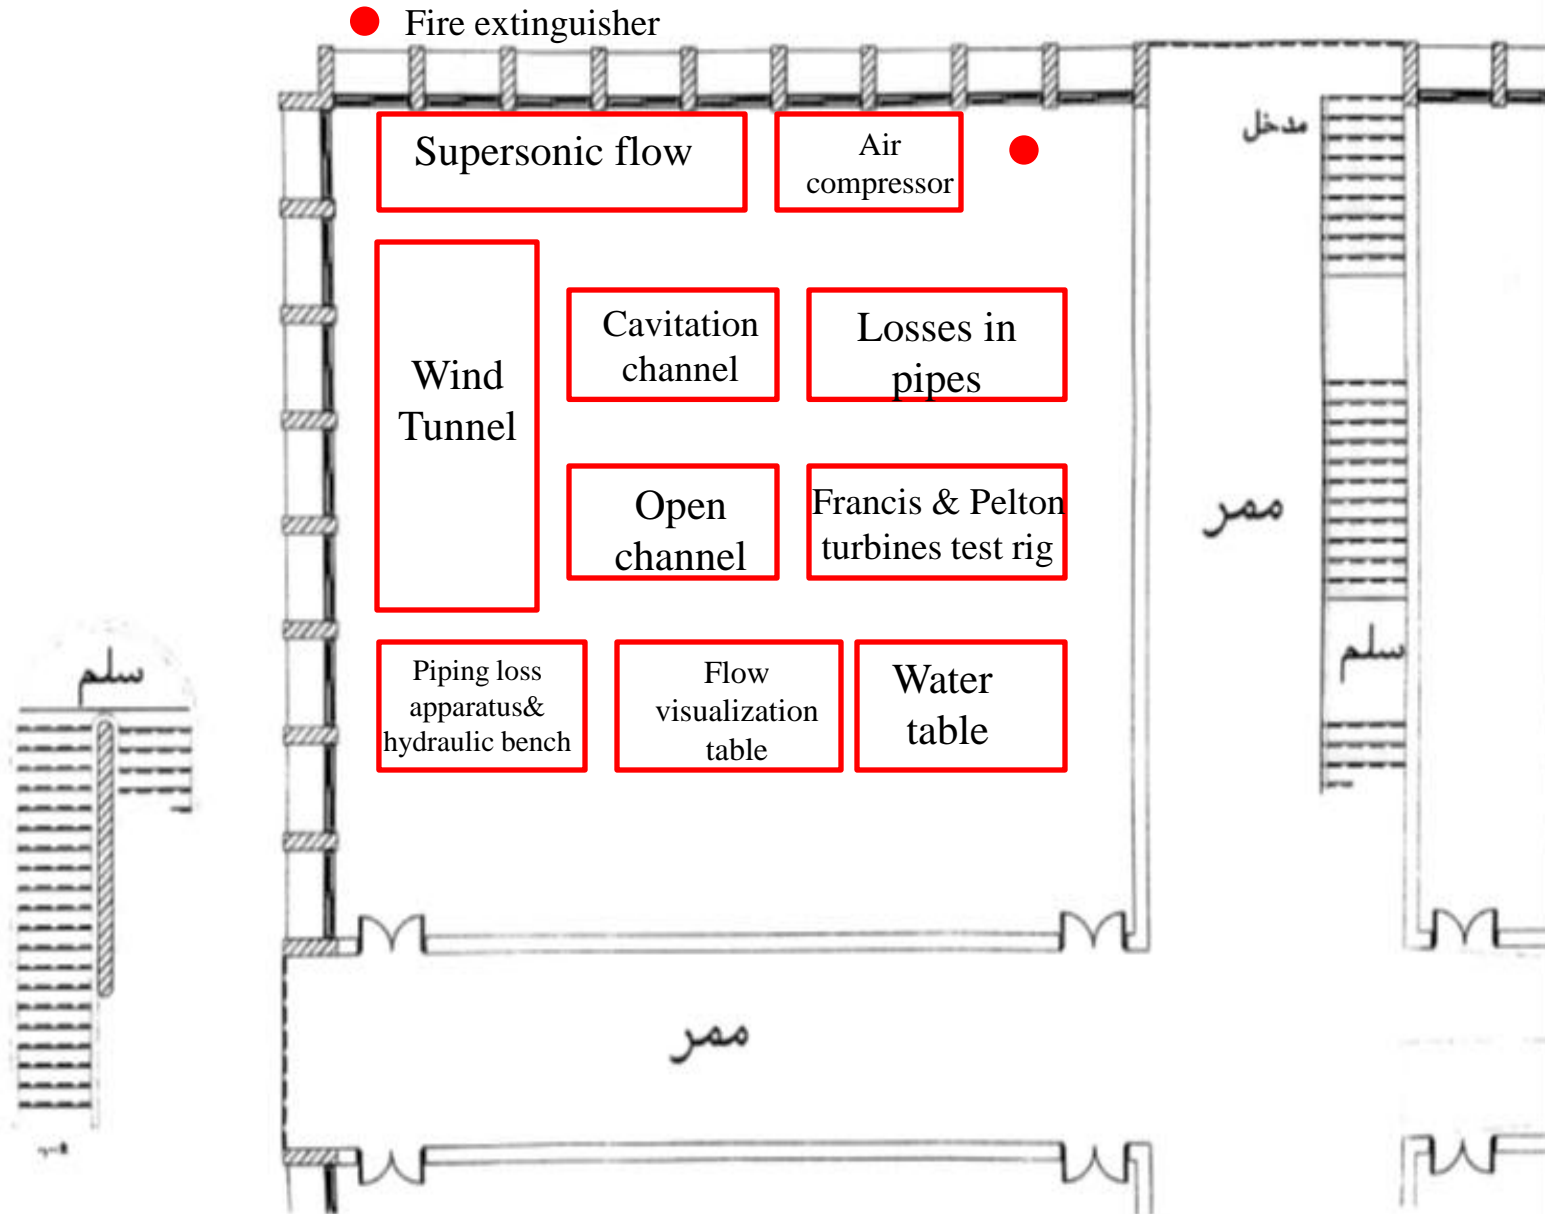 Fire extinguisher
مدخل
Supersonic flow
Air
compressor
Wind
Tunnel
Cavitation
channel
Losses in
pipes
Open
channel
Francis & Pelton
turbines test rig
ممر
Piping loss
apparatus&
hydraulic bench
Flow
visualization
table
Water
table
سلم
سلم
ممر